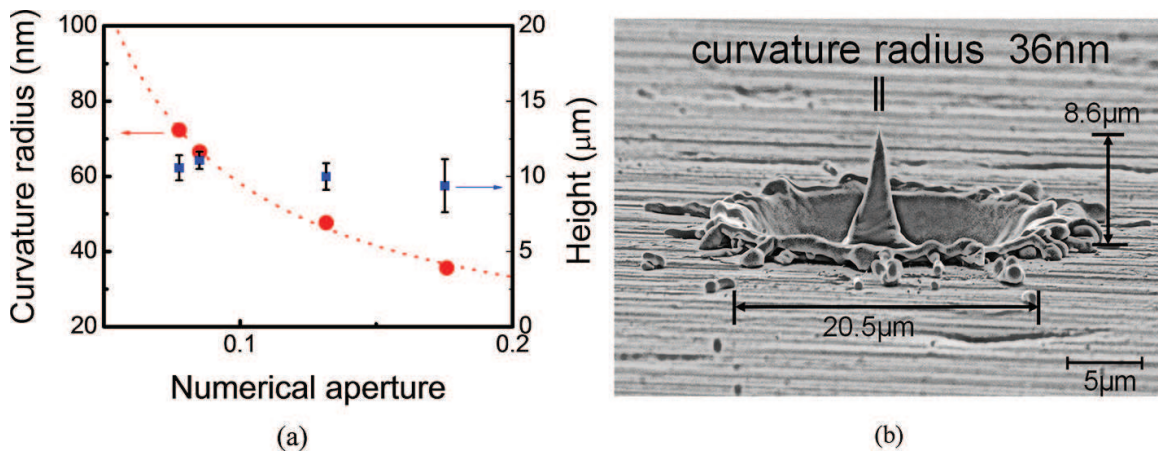 100
80
60
40
20
Curvature radius (nm)
20
15
10
5
0
Height (μm)
0.1
0.2
Numerical aperture
(a)
curvature radius 36nm
8.6μm
20.5μm
5μm
(b)